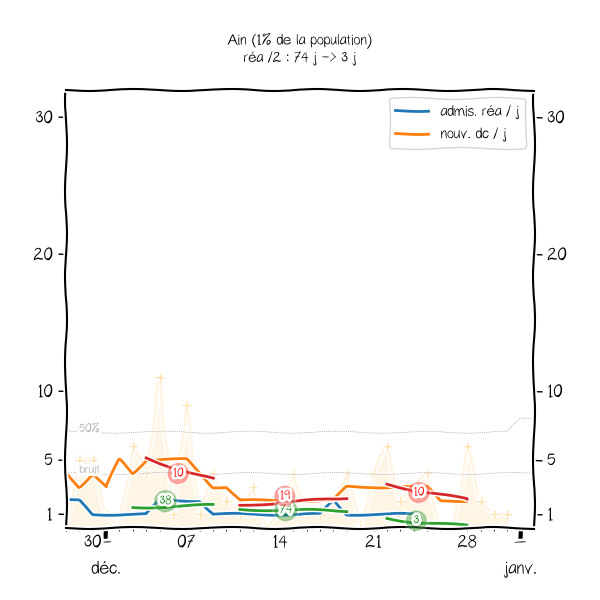 Ain (1% de la population)
réa /2 : 74 j -> 3 j
admis. réa / j
nouv. dc / j
30 30
20 20
10 10
50%
5 5
bruit
10
38
19
74
10
3
1 1
30 07 14 21 28
déc. janv.